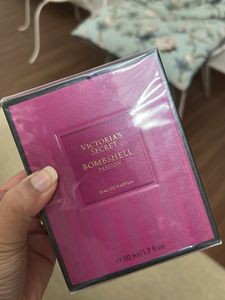 VICTORIA'S
SECRET
BOMBSHELL
PASSION
EAU DE PARFUM
℮50 ml/1.7 fl oz